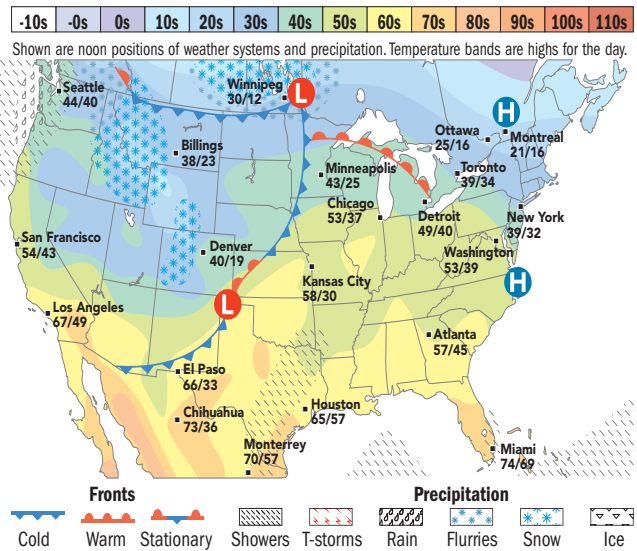 -10s -0s 0s 10s 20s 30s 40s 50s 60s 70s 80s 90s 100s 110s
Shown are noon positions of weather systems and precipitation. Temperature bands are highs for the day.
Seattle
44/40
Winnipeg
30/12
L
H
Billings
38/23
Ottawa
25/16
Montreal
21/16
Minneapolis
43/25
Toronto
39/34
Chicago
53/37
Detroit
49/40
New York
39/32
San Francisco
54/43
Denver
40/19
Washington
53/39
Kansas City
58/30
H
L
Los Angeles
67/49
Atlanta
57/45
El Paso
66/33
Chihuahua
73/36
Houston
65/57
Monterrey
70/57
Miami
74/69
Fronts
Precipitation
Cold Warm Stationary Showers T-storms Rain Flurries Snow Ice